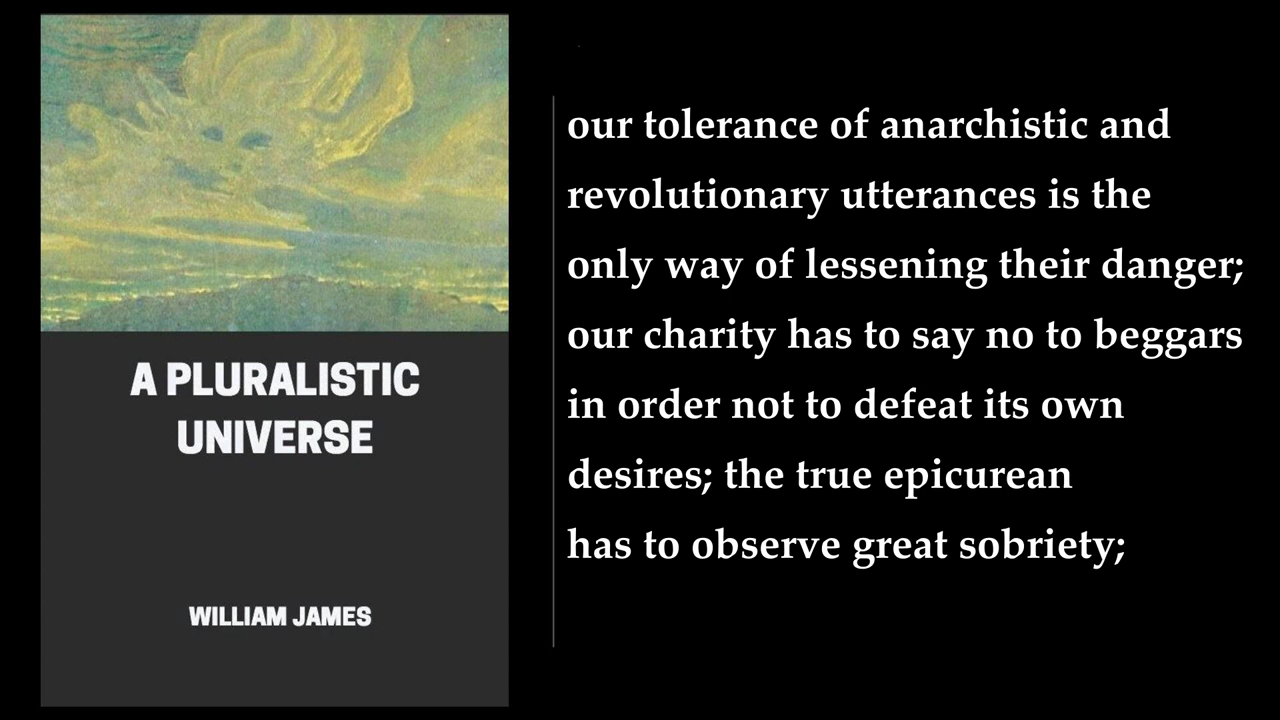 A PLURALISTIC
UNIVERSE
WILLIAM JAMES
our tolerance of anarchistic and
revolutionary utterances is the
only way of lessening their danger;
our charity has to say no to beggars
in order not to defeat its own
desires; the true epicurean
has to observe great sobriety;